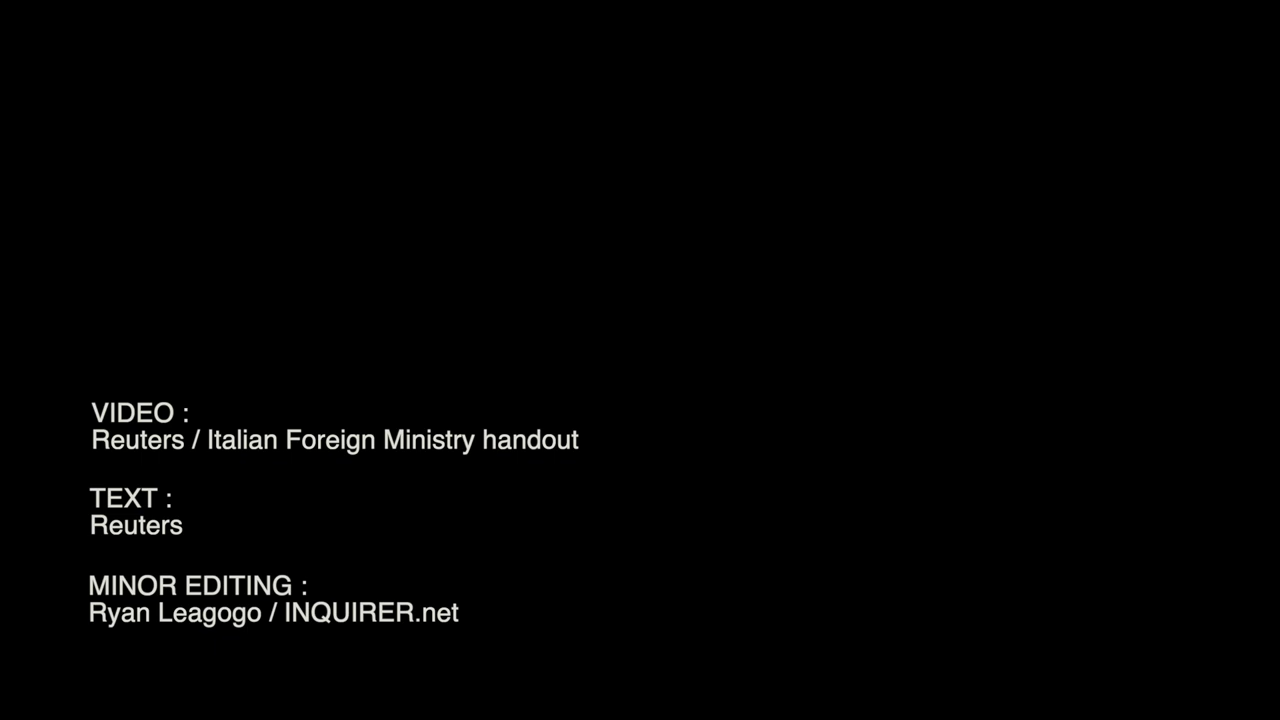 VIDEO :
Reuters / Italian Foreign Ministry handout
TEXT :
Reuters
MINOR EDITING :
Ryan Leagogo / INQUIRER.net